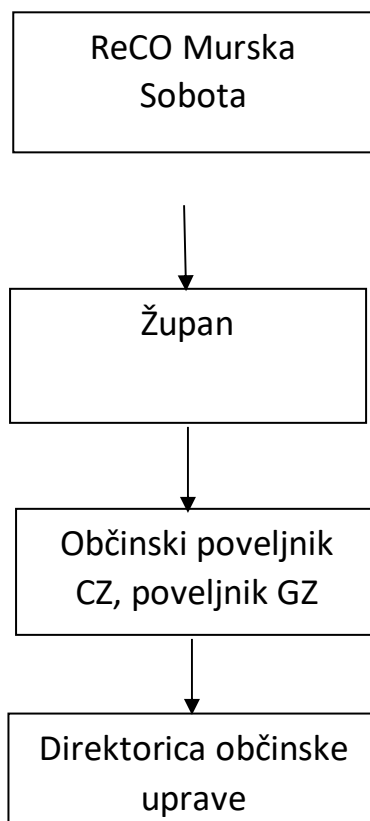 ReCO Murska
Sobota
Župan
Občinski poveljnik
CZ, poveljnik GZ
Direktorica občinske
uprave